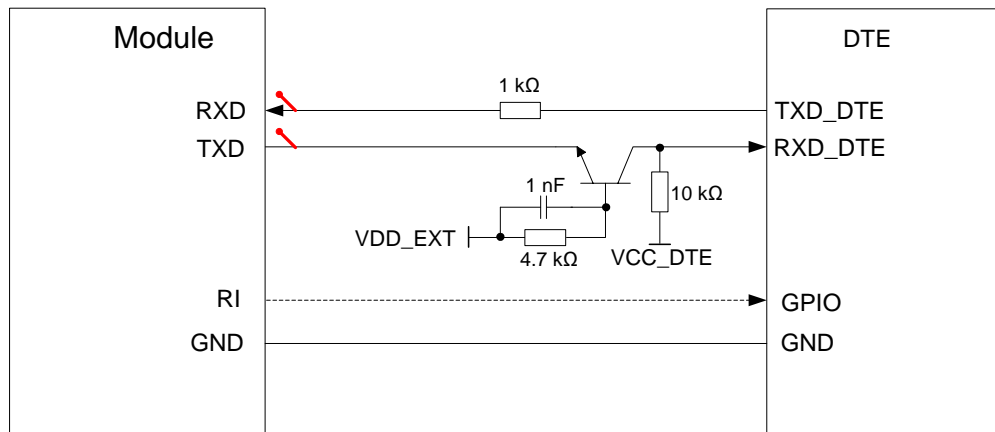 Module
DTE
1 kΩ
RXD
TXD_DTE
TXD
RXD_DTE
1 nF
10 kΩ
VDD_EXT
4.7 kΩ
VCC_DTE
RI
GPIO
GND
GND